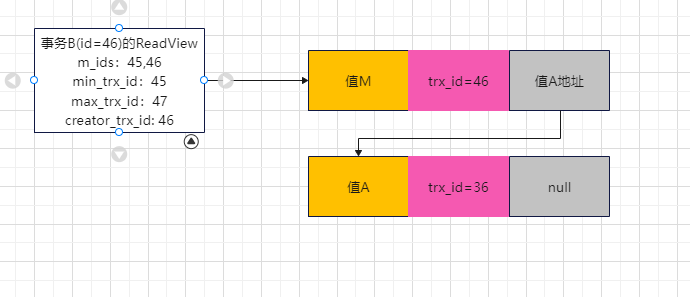 事务B(id=46)的ReadView
m_ids：45,46
min_trx_id：45
max_trx_id：47
creator_trx_id: 46
值M
trx_id=46
值A地址
值A
trx_id=36
null